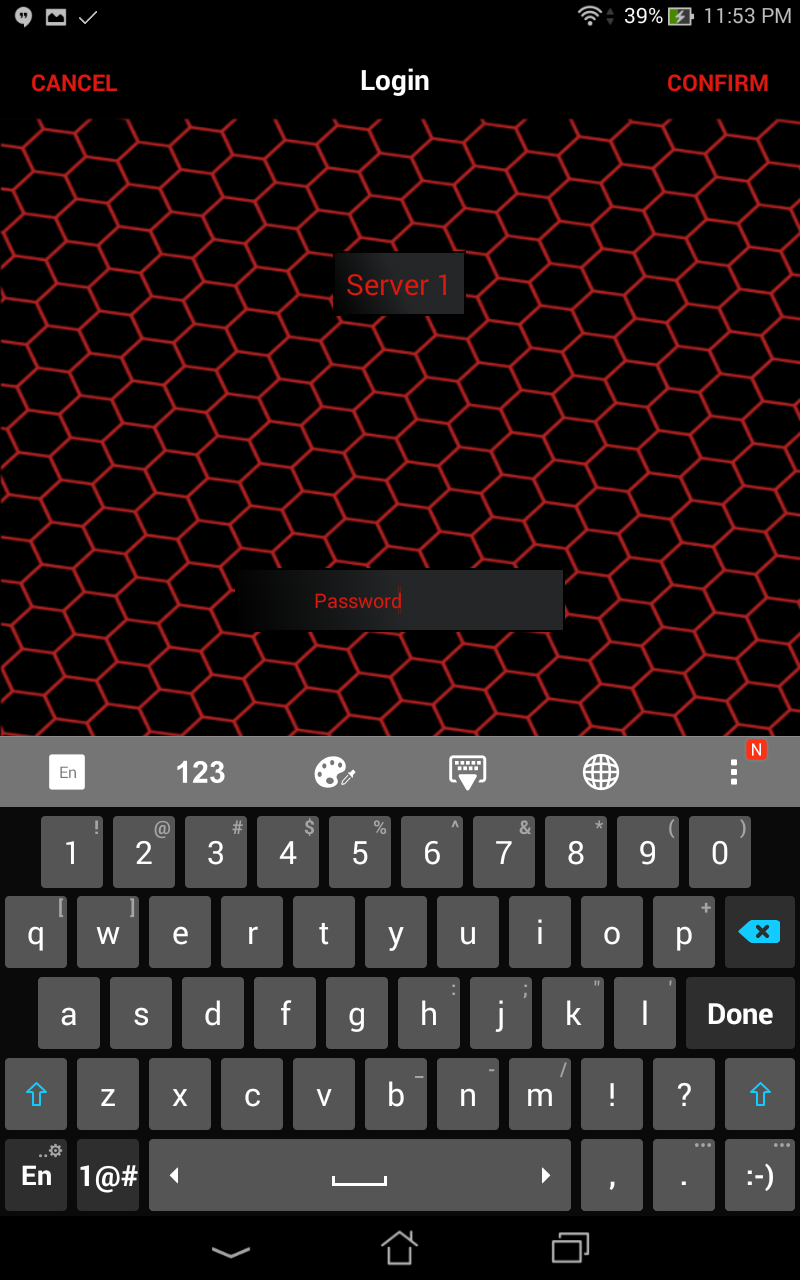 39% 11:53 PM
CANCEL Login CONFIRM
Server 1
Password
En 123 N
! @ # $ % ^ & * ( )
1 2 3 4 5 6 7 8 9 0
[ ] +
q w e r t y u i o p
: ; " '
a s d f g h j k l Done
_ - /
z x c v b n m ! ?
En 1@# , . :-)